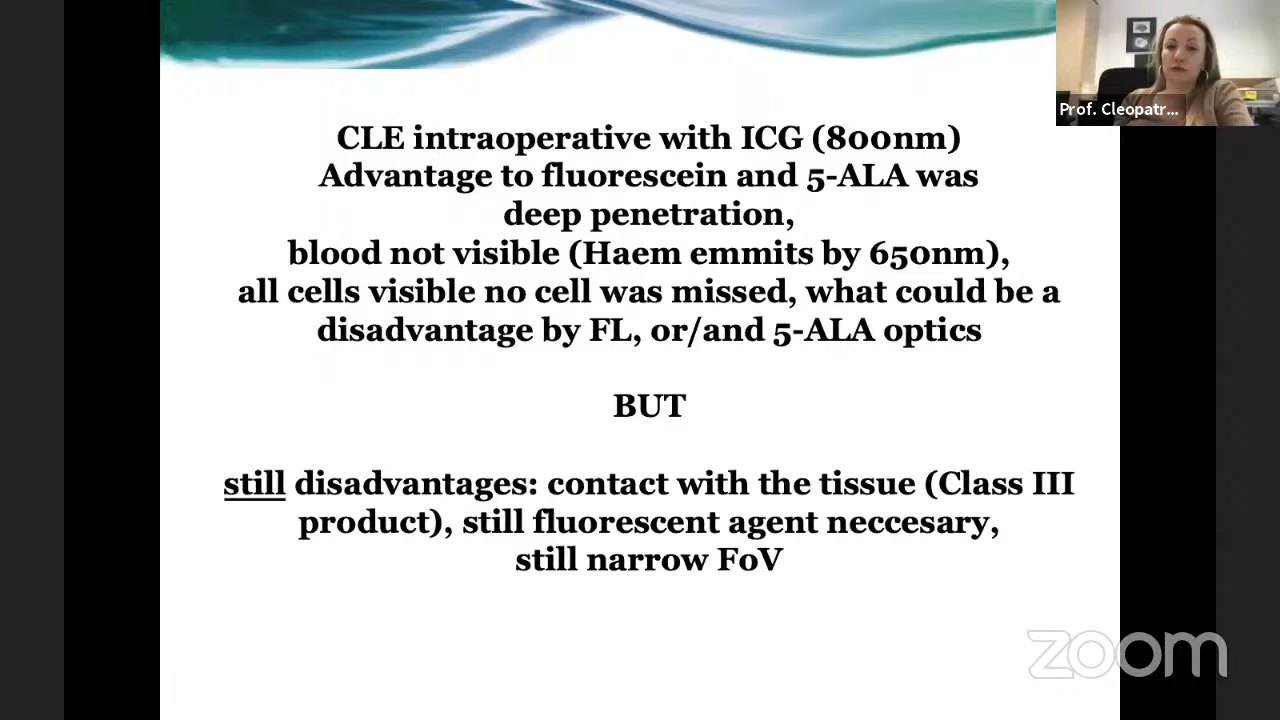 Prof. Cleopatr...
CLE intraoperative with ICG (800nm)
Advantage to fluorescein and 5-ALA was
deep penetration,
blood not visible (Haem emmits by 650nm),
all cells visible no cell was missed, what could be a
disadvantage by FL, or/and 5-ALA optics
BUT
still disadvantages: contact with the tissue (Class III
product), still fluorescent agent neccesary,
still narrow FoV
zoom